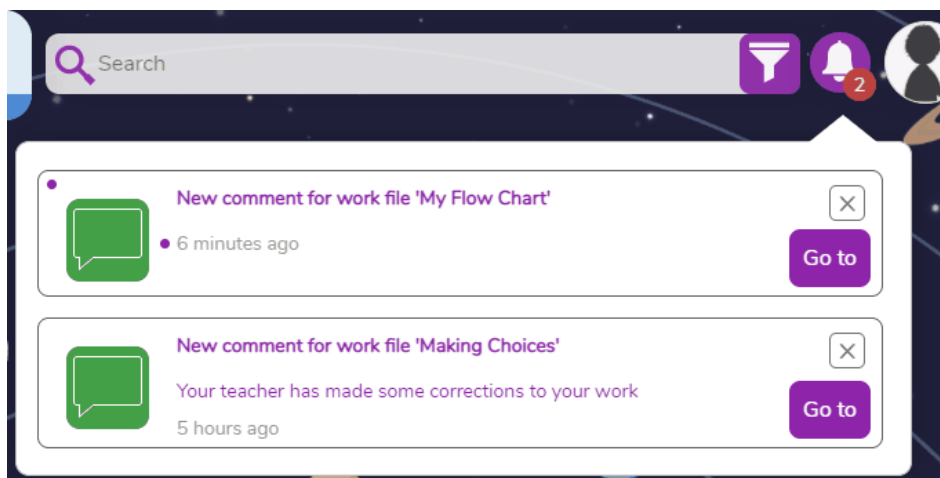 Search
2
New comment for work file 'My Flow Chart'
6 minutes ago
Go to
New comment for work file 'Making Choices'
Your teacher has made some corrections to your work
5 hours ago
Go to